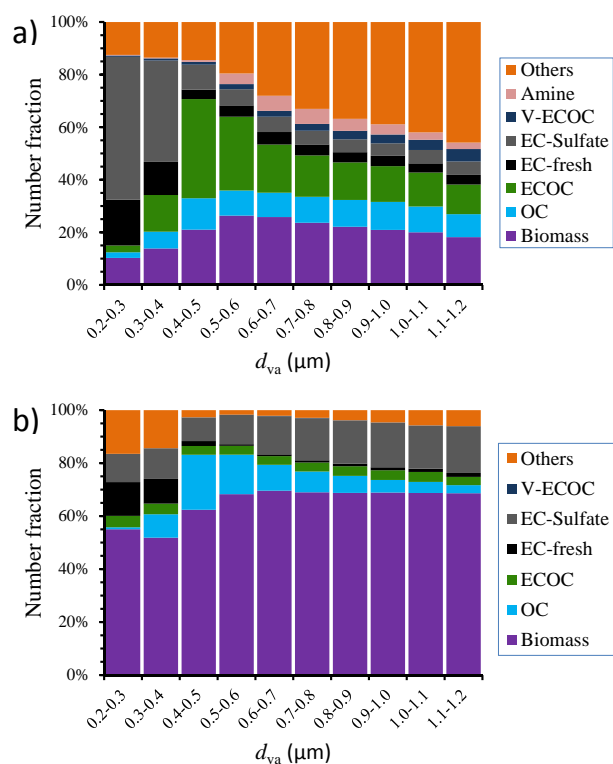 a)
Number fraction
100%
80%
60%
40%
20%
0%
0.2-0.3
0.3-0.4
0.4-0.5
0.5-0.6
0.6-0.7
0.7-0.8
0.8-0.9
0.9-1.0
1.0-1.1
1.1-1.2
dva (µm)
Others
Amine
V-ECOC
EC-Sulfate
EC-fresh
ECOC
OC
Biomass
b)
Number fraction
100%
80%
60%
40%
20%
0%
0.2-0.3
0.3-0.4
0.4-0.5
0.5-0.6
0.6-0.7
0.7-0.8
0.8-0.9
0.9-1.0
1.0-1.1
1.1-1.2
dva (µm)
Others
V-ECOC
EC-Sulfate
EC-fresh
ECOC
OC
Biomass